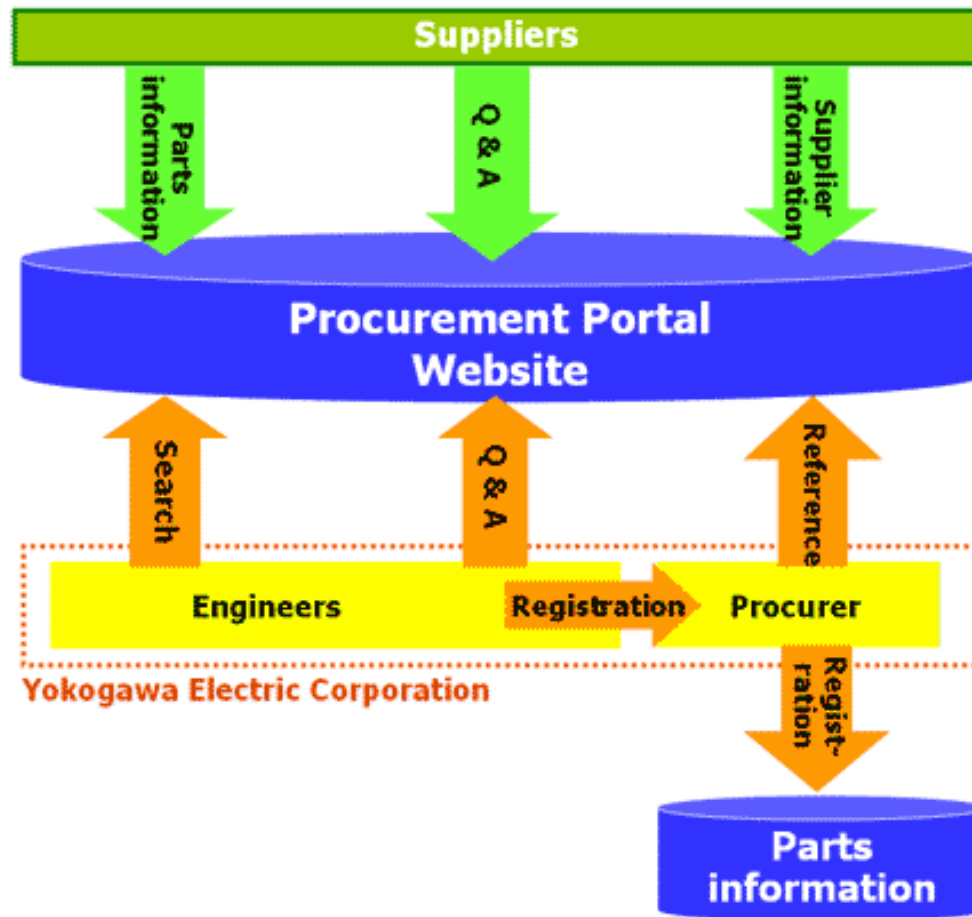 Suppliers
Parts
information
Q & A
Supplier
information
Procurement Portal
Website
Search
Q & A
Reference
Engineers
Registration
Procurer
Yokogawa Electric Corporation
Regist-
ration
Parts
information